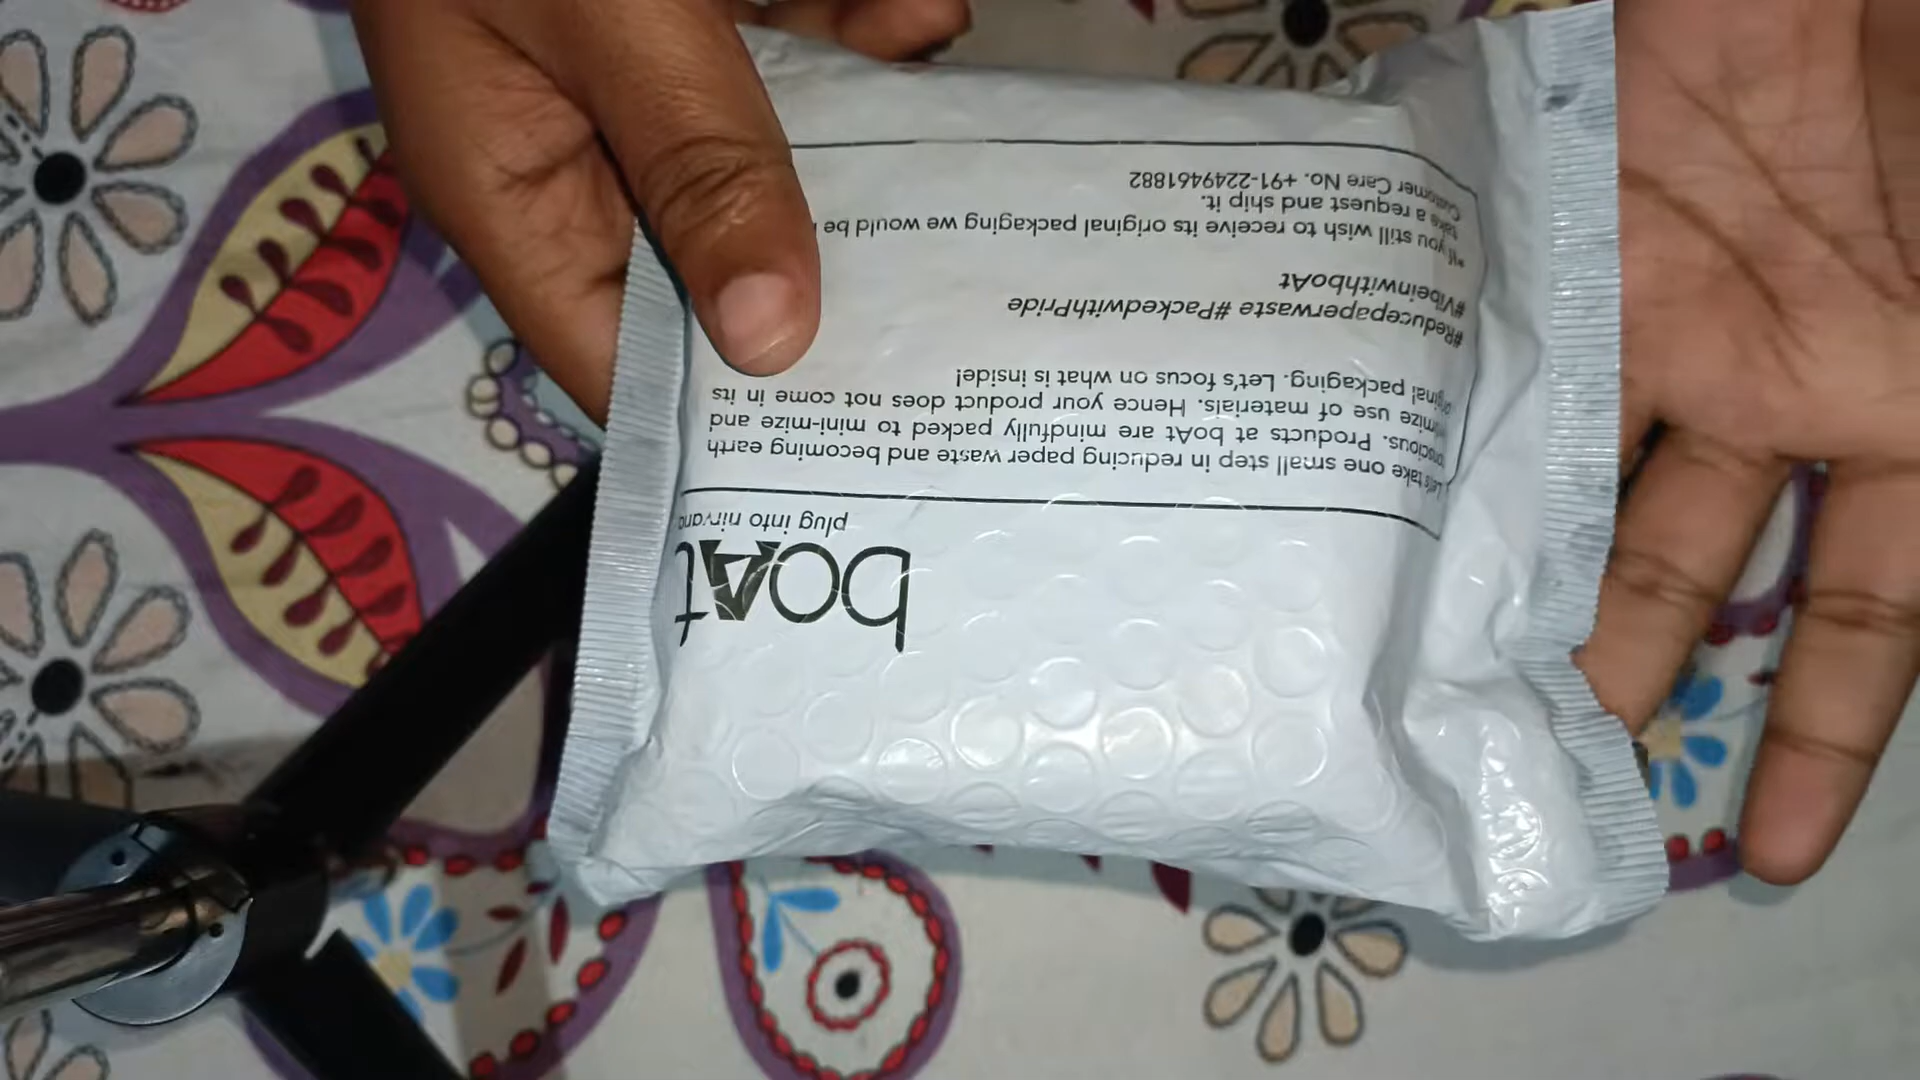 boAt
plug into nirvana
Let's take one small step in reducing paper waste and becoming earth
conscious. Products at boAt are mindfully packed to mini-mize and
mize use of materials. Hence your product does not come in its
original packaging. Let's focus on what is inside!
#Reducepaperwaste #PackedwithPride
#VibeinwithboAt
*If you still wish to receive its original packaging we would be
take a request and ship it.
Customer Care No. +91-2249461882